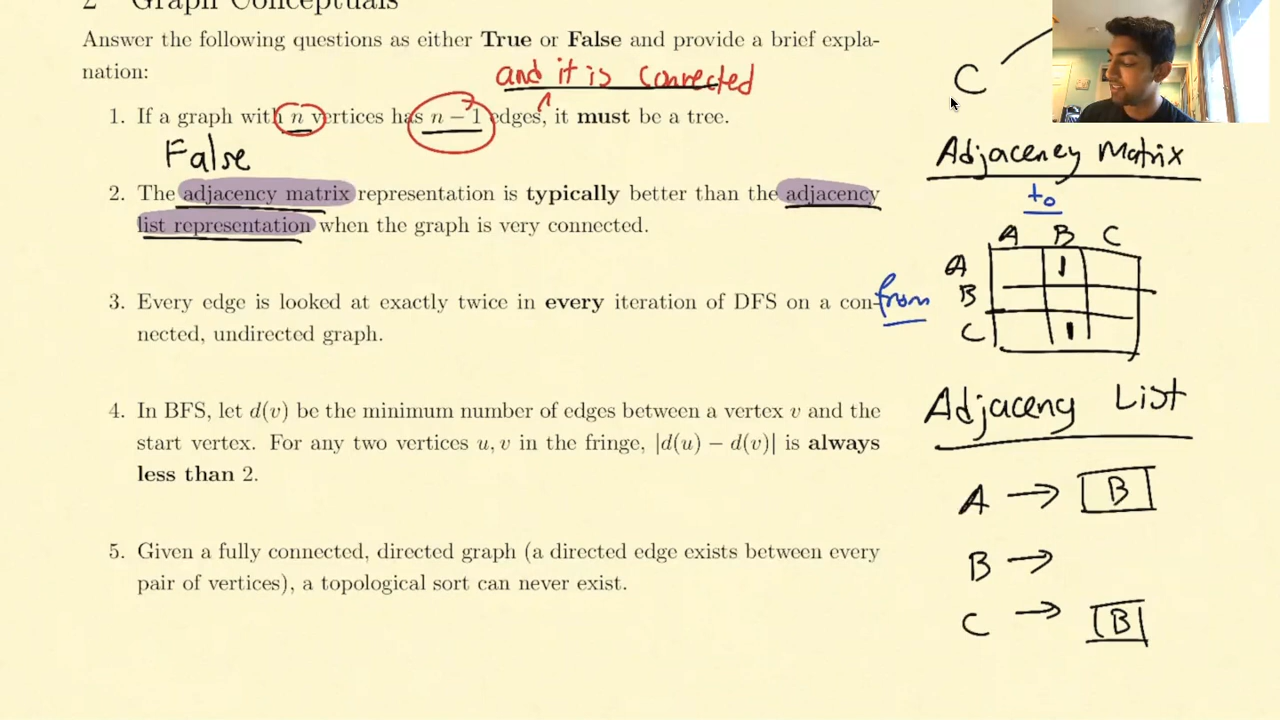 2 Graph Conceptuals
Answer the following questions as either True or False and provide a brief expla-
nation:
and it is connected
1. If a graph with n vertices has n − 1 edges, it must be a tree.
False
2. The adjacency matrix representation is typically better than the adjacency
list representation when the graph is very connected.
3. Every edge is looked at exactly twice in every iteration of DFS on a con-
nected, undirected graph.
4. In BFS, let d(v) be the minimum number of edges between a vertex v and the
start vertex. For any two vertices u, v in the fringe, |d(u) − d(v)| is always
less than 2.
5. Given a fully connected, directed graph (a directed edge exists between every
pair of vertices), a topological sort can never exist.
C
Adjacency Matrix
to
A B C
A 1
from
B
C 1
Adjaceny List
A → B
B →
C → B